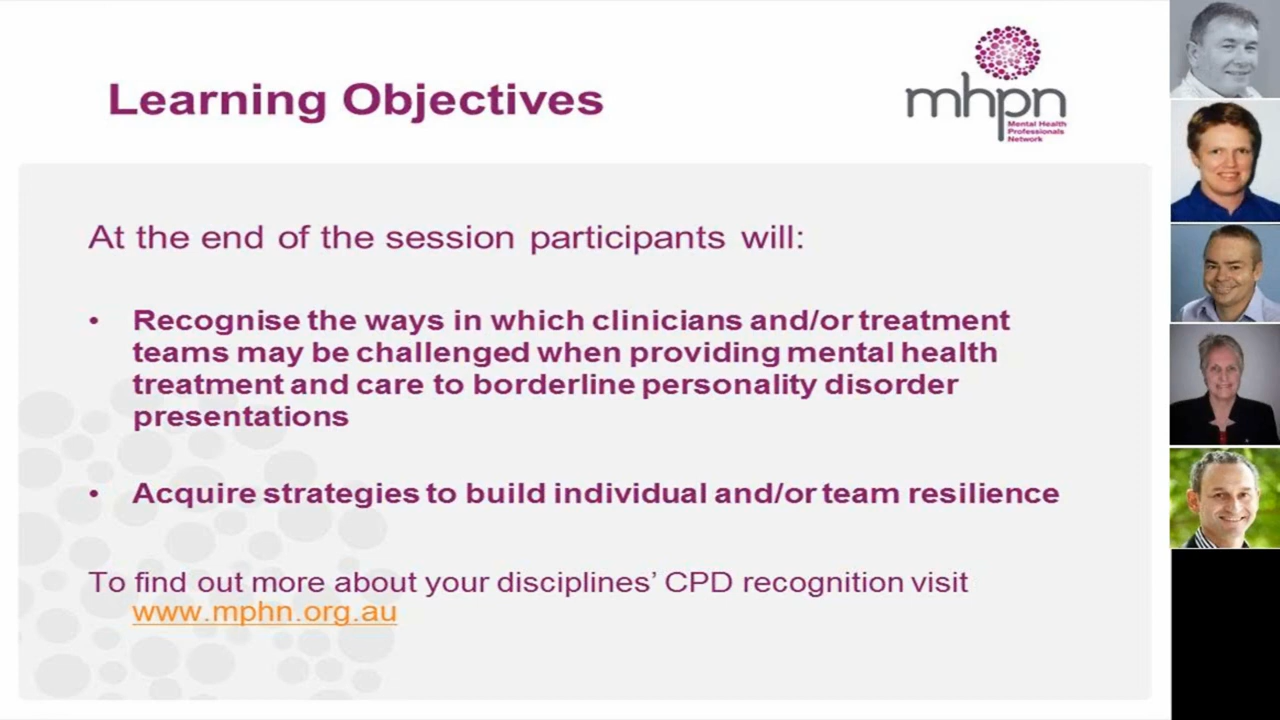 Learning Objectives
mhpn
Mental Health
Professionals
Network
At the end of the session participants will:
• Recognise the ways in which clinicians and/or treatment
teams may be challenged when providing mental health
treatment and care to borderline personality disorder
presentations
• Acquire strategies to build individual and/or team resilience
To find out more about your disciplines’ CPD recognition visit
www.mphn.org.au